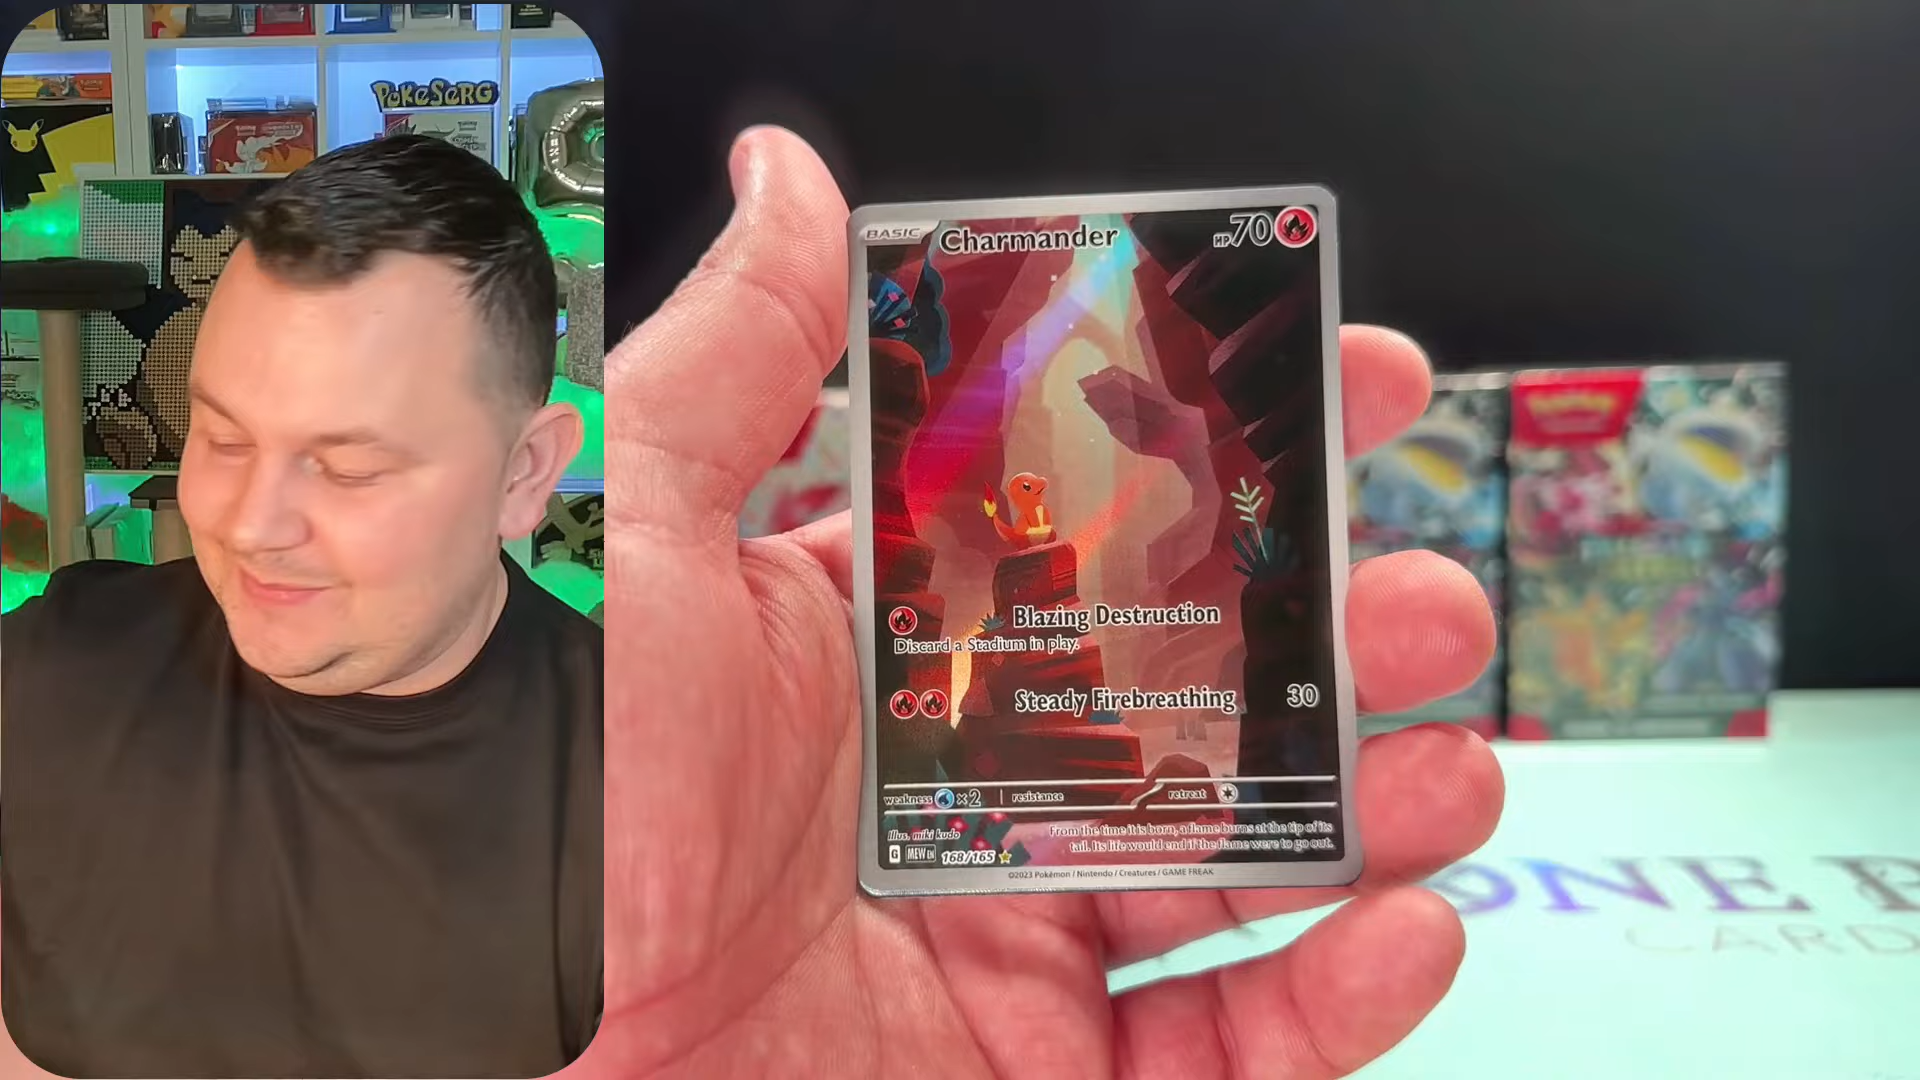 PoKeSeRG
BASIC Charmander HP70
Blazing Destruction
Discard a Stadium in play.
Steady Firebreathing 30
weakness ×2 resistance retreat
Illus. miki kudo
From the time it is born, a flame burns at the tip of its
tail. Its life would end if the flame were to go out.
G MEW EN 168/165
©2023 Pokémon / Nintendo / Creatures / GAME FREAK
ONE P
CARD